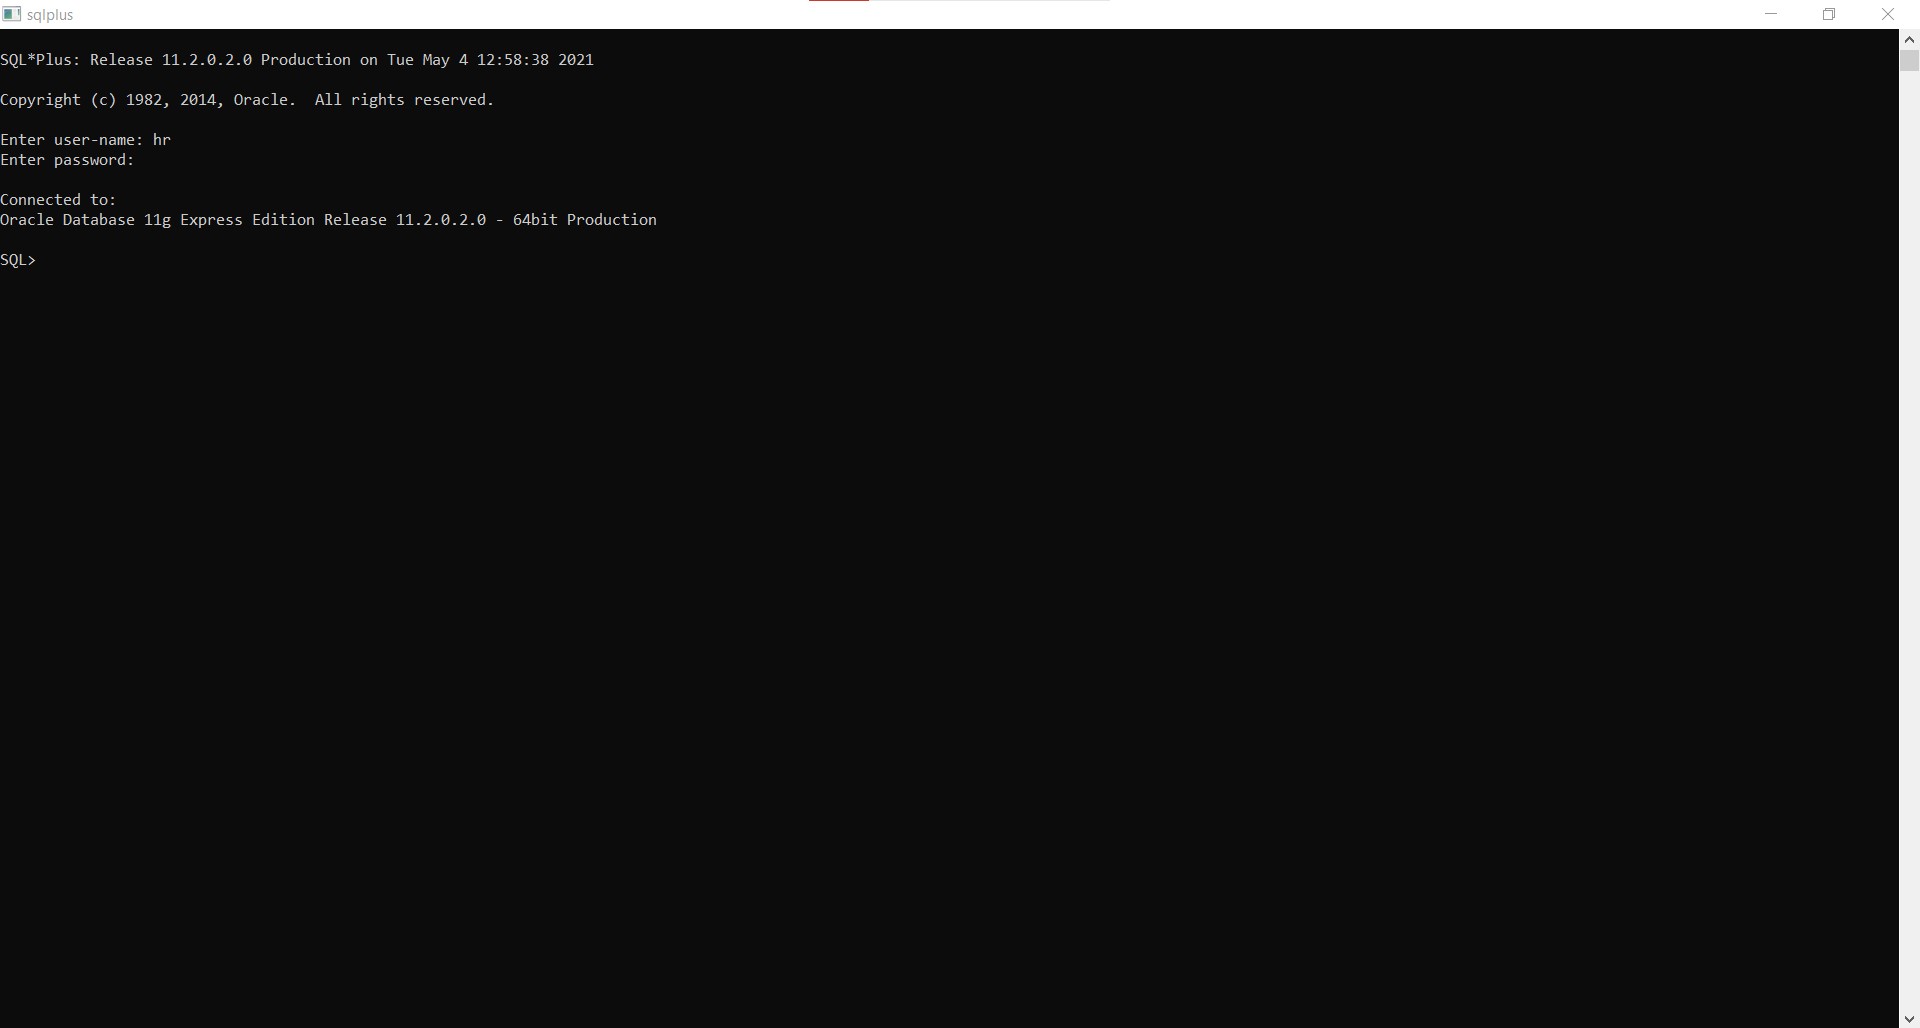 sqlplus
SQL*Plus: Release 11.2.0.2.0 Production on Tue May 4 12:58:38 2021
Copyright (c) 1982, 2014, Oracle.  All rights reserved.
Enter user-name: hr
Enter password:
Connected to:
Oracle Database 11g Express Edition Release 11.2.0.2.0 - 64bit Production
SQL>